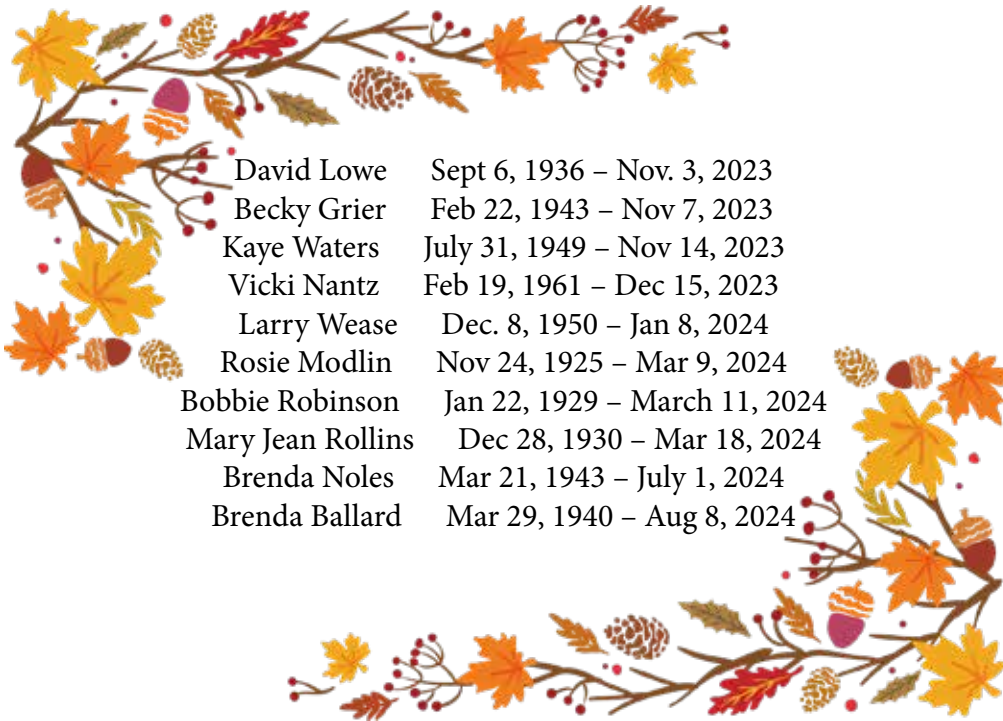 David Lowe Sept 6, 1936 – Nov. 3, 2023
Becky Grier Feb 22, 1943 – Nov 7, 2023
Kaye Waters July 31, 1949 – Nov 14, 2023
Vicki Nantz Feb 19, 1961 – Dec 15, 2023
Larry Wease Dec. 8, 1950 – Jan 8, 2024
Rosie Modlin Nov 24, 1925 – Mar 9, 2024
Bobbie Robinson Jan 22, 1929 – March 11, 2024
Mary Jean Rollins Dec 28, 1930 – Mar 18, 2024
Brenda Noles Mar 21, 1943 – July 1, 2024
Brenda Ballard Mar 29, 1940 – Aug 8, 2024